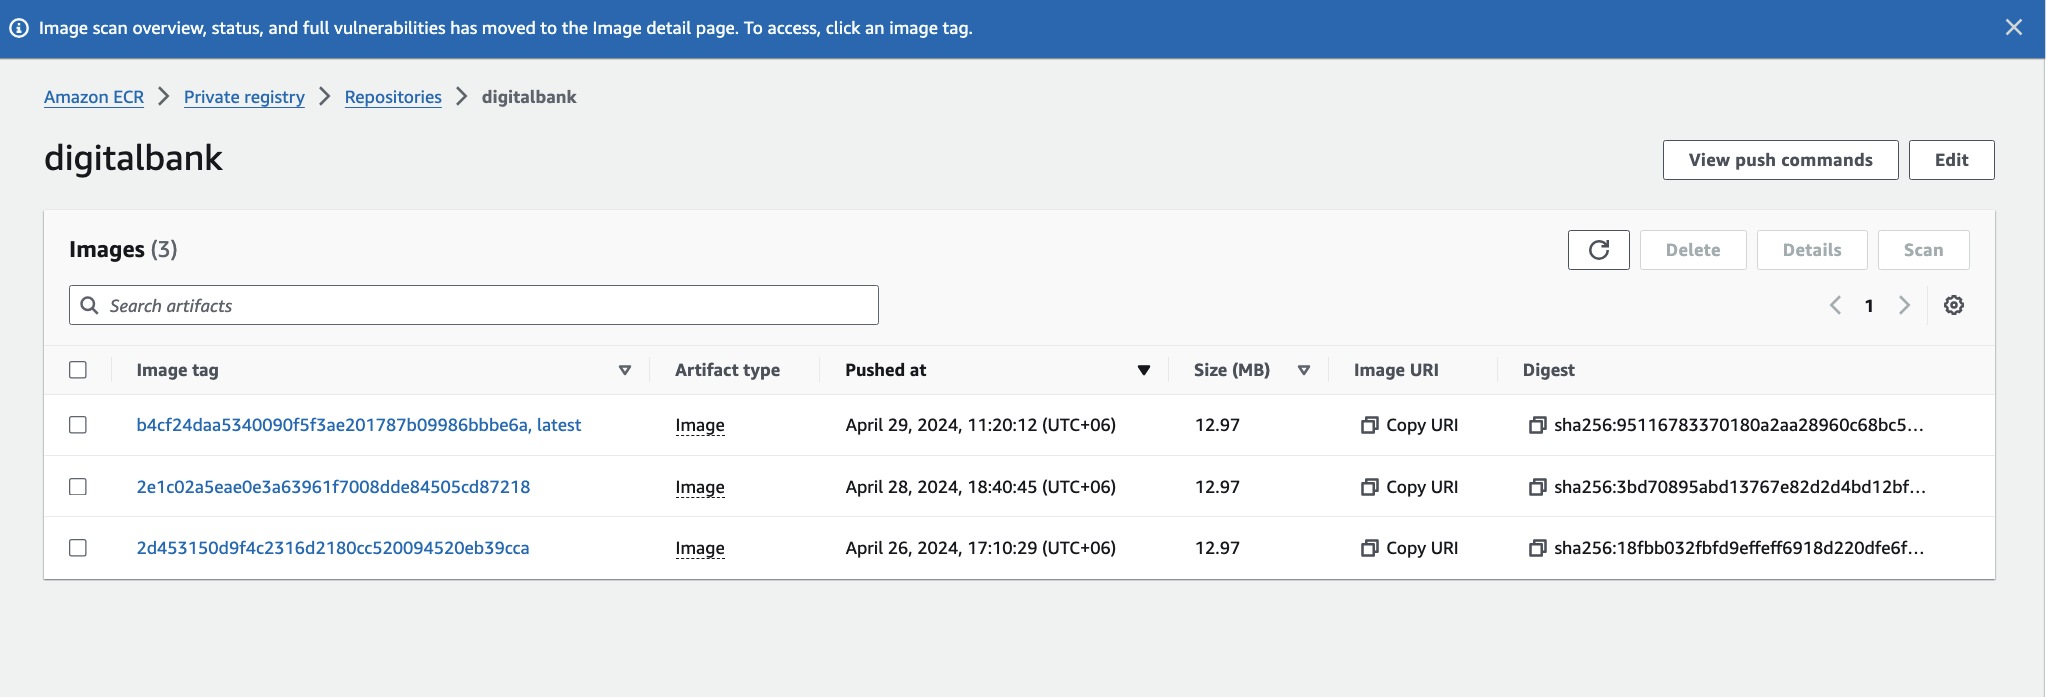 Image scan overview, status, and full vulnerabilities has moved to the Image detail page. To access, click an image tag.
Amazon ECR > Private registry > Repositories > digitalbank
digitalbank
View push commands Edit
Images (3)
Delete Details Scan
Search artifacts
1
Image tag Artifact type Pushed at Size (MB) Image URI Digest
b4cf24daa5340090f5f3ae201787b09986bbbe6a, latest Image April 29, 2024, 11:20:12 (UTC+06) 12.97 Copy URI sha256:95116783370180a2aa28960c68bc5...
2e1c02a5eae0e3a63961f7008dde84505cd87218 Image April 28, 2024, 18:40:45 (UTC+06) 12.97 Copy URI sha256:3bd70895abd13767e82d2d4bd12bf...
2d453150d9f4c2316d2180cc520094520eb39cca Image April 26, 2024, 17:10:29 (UTC+06) 12.97 Copy URI sha256:18fbb032fbfd9effeff6918d220dfe6f...